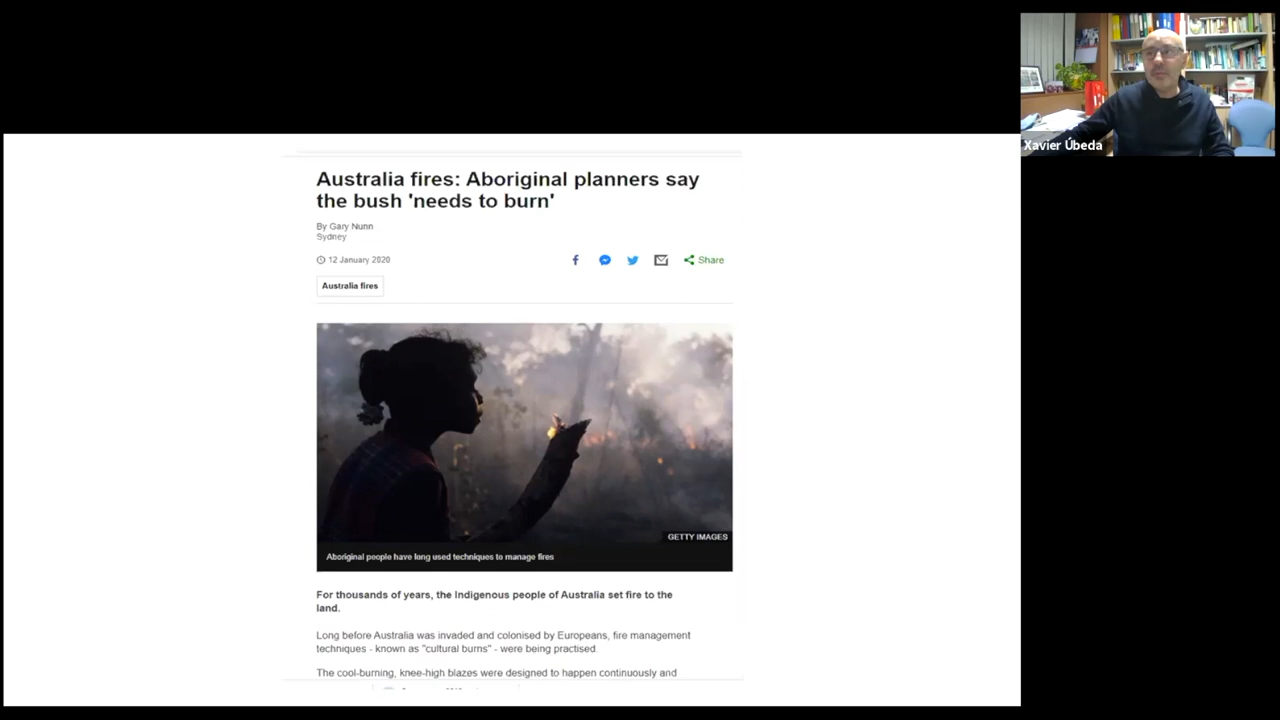 Xavier Úbeda
Australia fires: Aboriginal planners say
the bush 'needs to burn'
By Gary Nunn
Sydney
12 January 2020
Share
Australia fires
GETTY IMAGES
Aboriginal people have long used techniques to manage fires
For thousands of years, the Indigenous people of Australia set fire to the
land.
Long before Australia was invaded and colonised by Europeans, fire management
techniques - known as "cultural burns" - were being practised.
The cool-burning, knee-high blazes were designed to happen continuously and